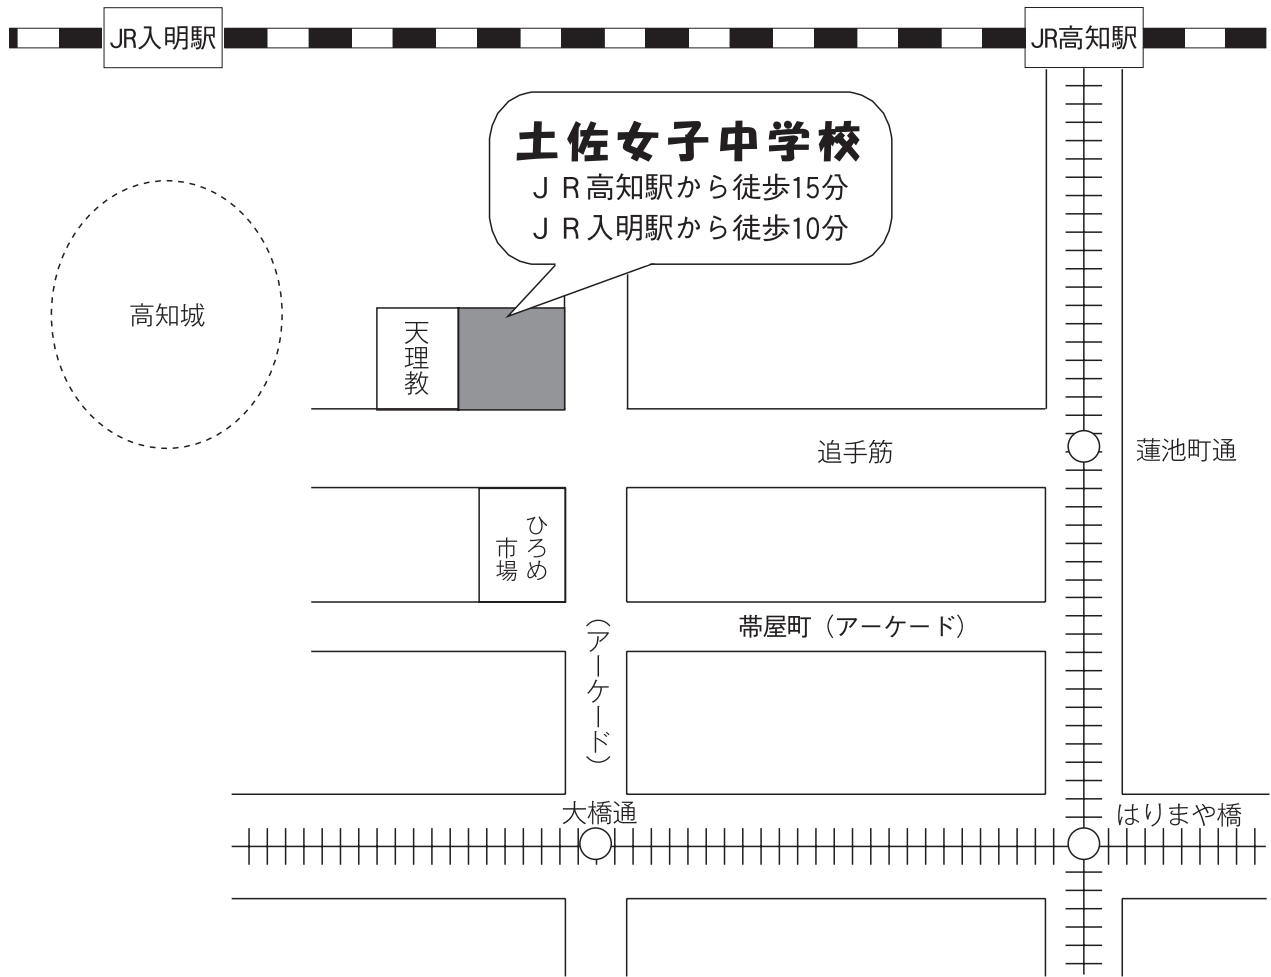 JR入明駅
JR高知駅
土佐女子中学校
JR高知駅から徒歩15分
JR入明駅から徒歩10分
高知城
天理教
追手筋
蓮池町通
ひろめ
市場
帯屋町（アーケード）
（アーケード）
大橋通
はりまや橋